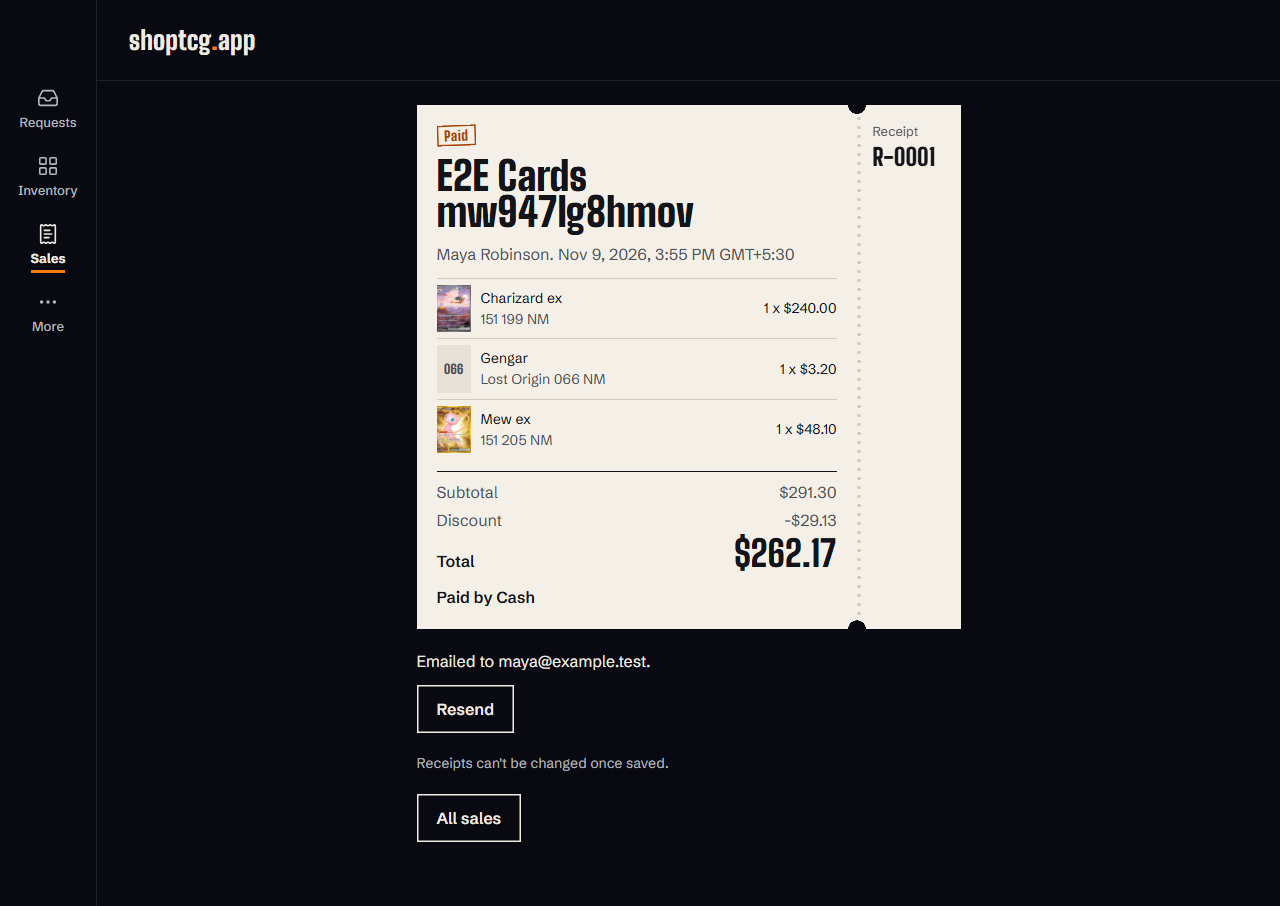 shoptcg.app
Requests
Inventory
Sales
More
Paid
E2E Cards
mw947lg8hmov
Maya Robinson. Nov 9, 2026, 3:55 PM GMT+5:30
Charizard ex
151 199 NM
1 x $240.00
066
Gengar
Lost Origin 066 NM
1 x $3.20
Mew ex
151 205 NM
1 x $48.10
Subtotal
$291.30
Discount
-$29.13
Total
$262.17
Paid by Cash
Receipt
R-0001
Emailed to maya@example.test.
Resend
Receipts can't be changed once saved.
All sales